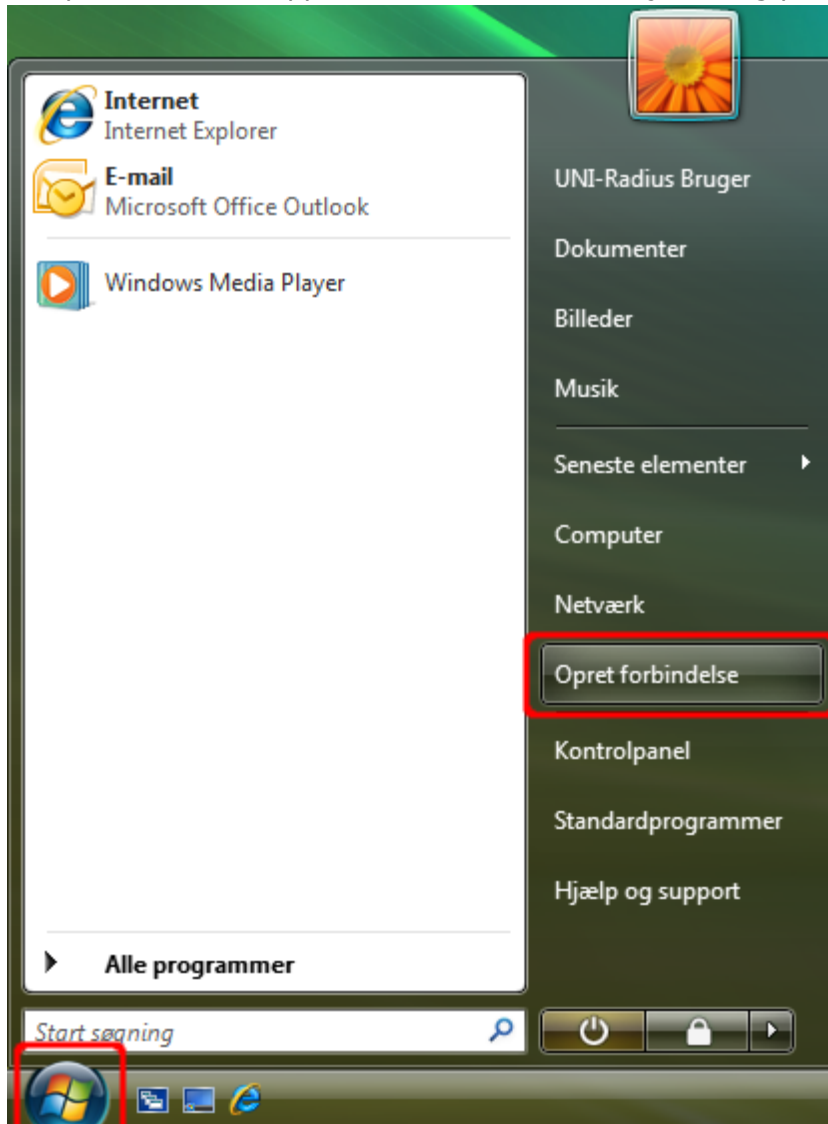 Internet
Internet Explorer
E-mail
Microsoft Office Outlook
Windows Media Player
Alle programmer
Start søgning
UNI-Radius Bruger
Dokumenter
Billeder
Musik
Seneste elementer
Computer
Netværk
Opret forbindelse
Kontrolpanel
Standardprogrammer
Hjælp og support